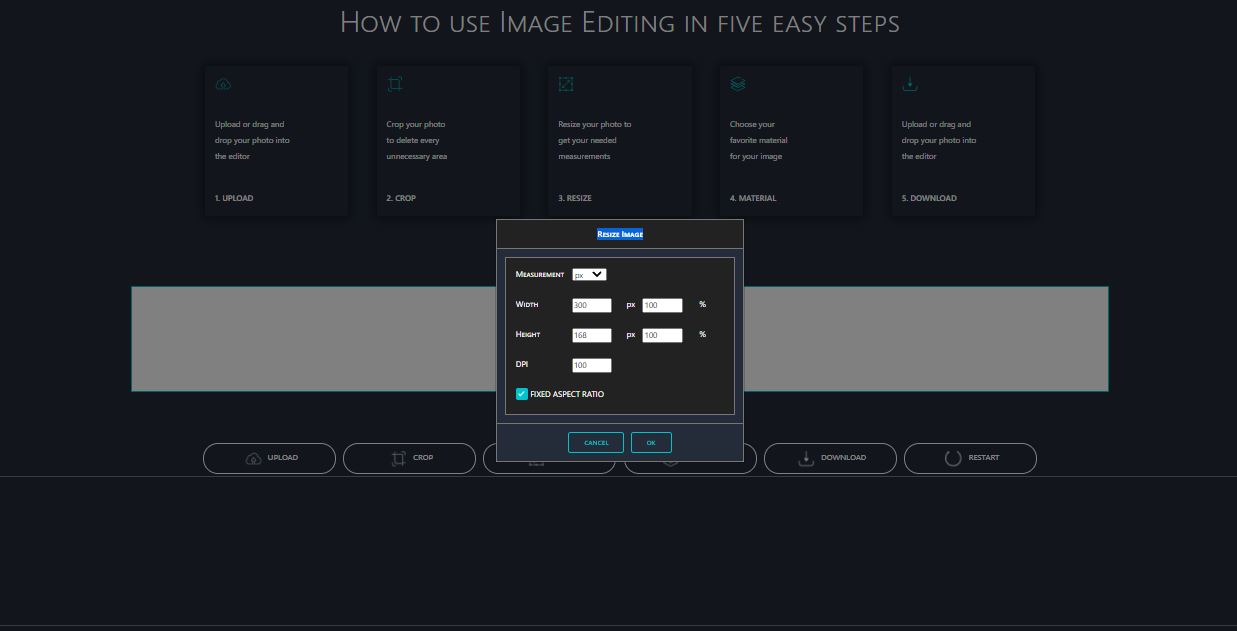 How to use Image Editing in five easy steps
Upload or drag and
drop your photo into
the editor
1. UPLOAD
Crop your photo
to delete every
unnecessary area
2. CROP
Resize your photo to
get your needed
measurements
3. RESIZE
Choose your
favorite material
for your image
4. MATERIAL
Upload or drag and
drop your photo into
the editor
5. DOWNLOAD
Resize Image
Measurement px
Width 300 px 100 %
Height 168 px 100 %
DPI 100
FIXED ASPECT RATIO
CANCEL OK
UPLOAD CROP DOWNLOAD RESTART